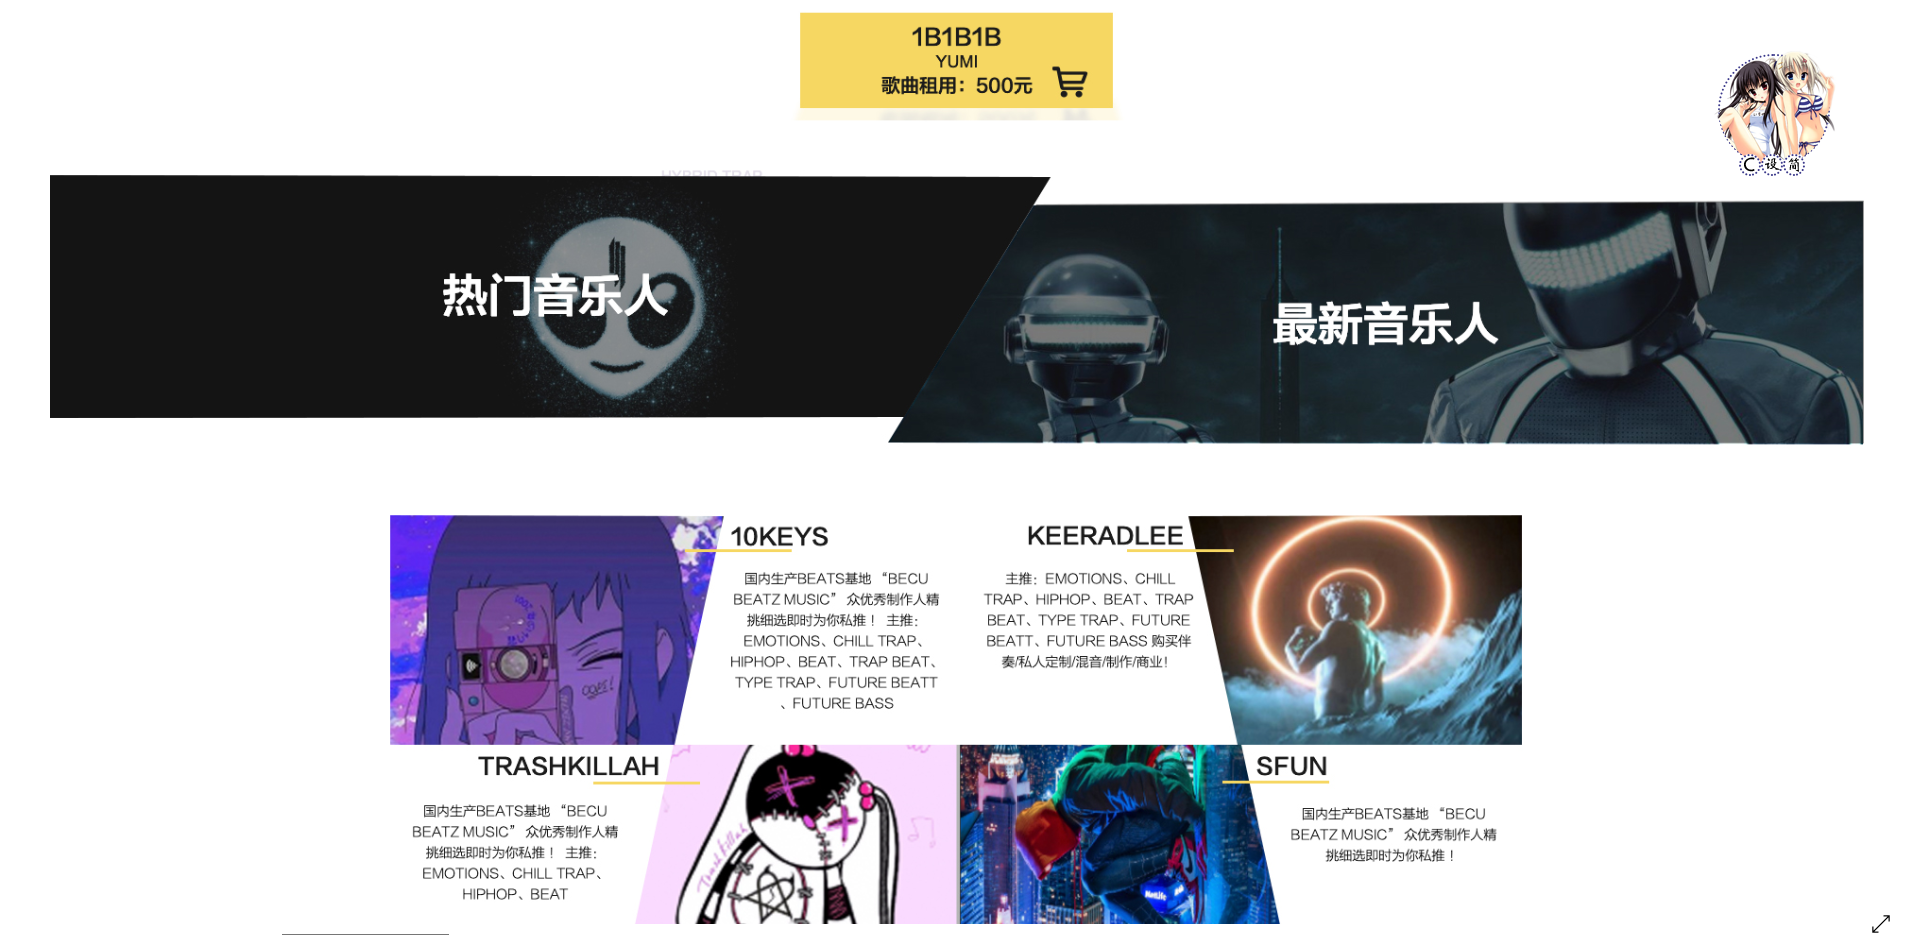 1B1B1B
YUMI
歌曲租用：500元
C 设 简
HYBRID TRAP
热门音乐人
最新音乐人
10KEYS
国内生产BEATS基地 “BECU
BEATZ MUSIC” 众优秀制作人精
挑细选即时为你私推！ 主推：
EMOTIONS、CHILL TRAP、
HIPHOP、BEAT、TRAP BEAT、
TYPE TRAP、FUTURE BEATT
、FUTURE BASS
KEERADLEE
主推：EMOTIONS、CHILL
TRAP、HIPHOP、BEAT、TRAP
BEAT、TYPE TRAP、FUTURE
BEATT、FUTURE BASS 购买伴
奏/私人定制/混音/制作/商业！
OOPS!
TRASHKILLAH
国内生产BEATS基地 “BECU
BEATZ MUSIC” 众优秀制作人精
挑细选即时为你私推！ 主推：
EMOTIONS、CHILL TRAP、
HIPHOP、BEAT
TrashKillah
SFUN
国内生产BEATS基地 “BECU
BEATZ MUSIC” 众优秀制作人精
挑细选即时为你私推！